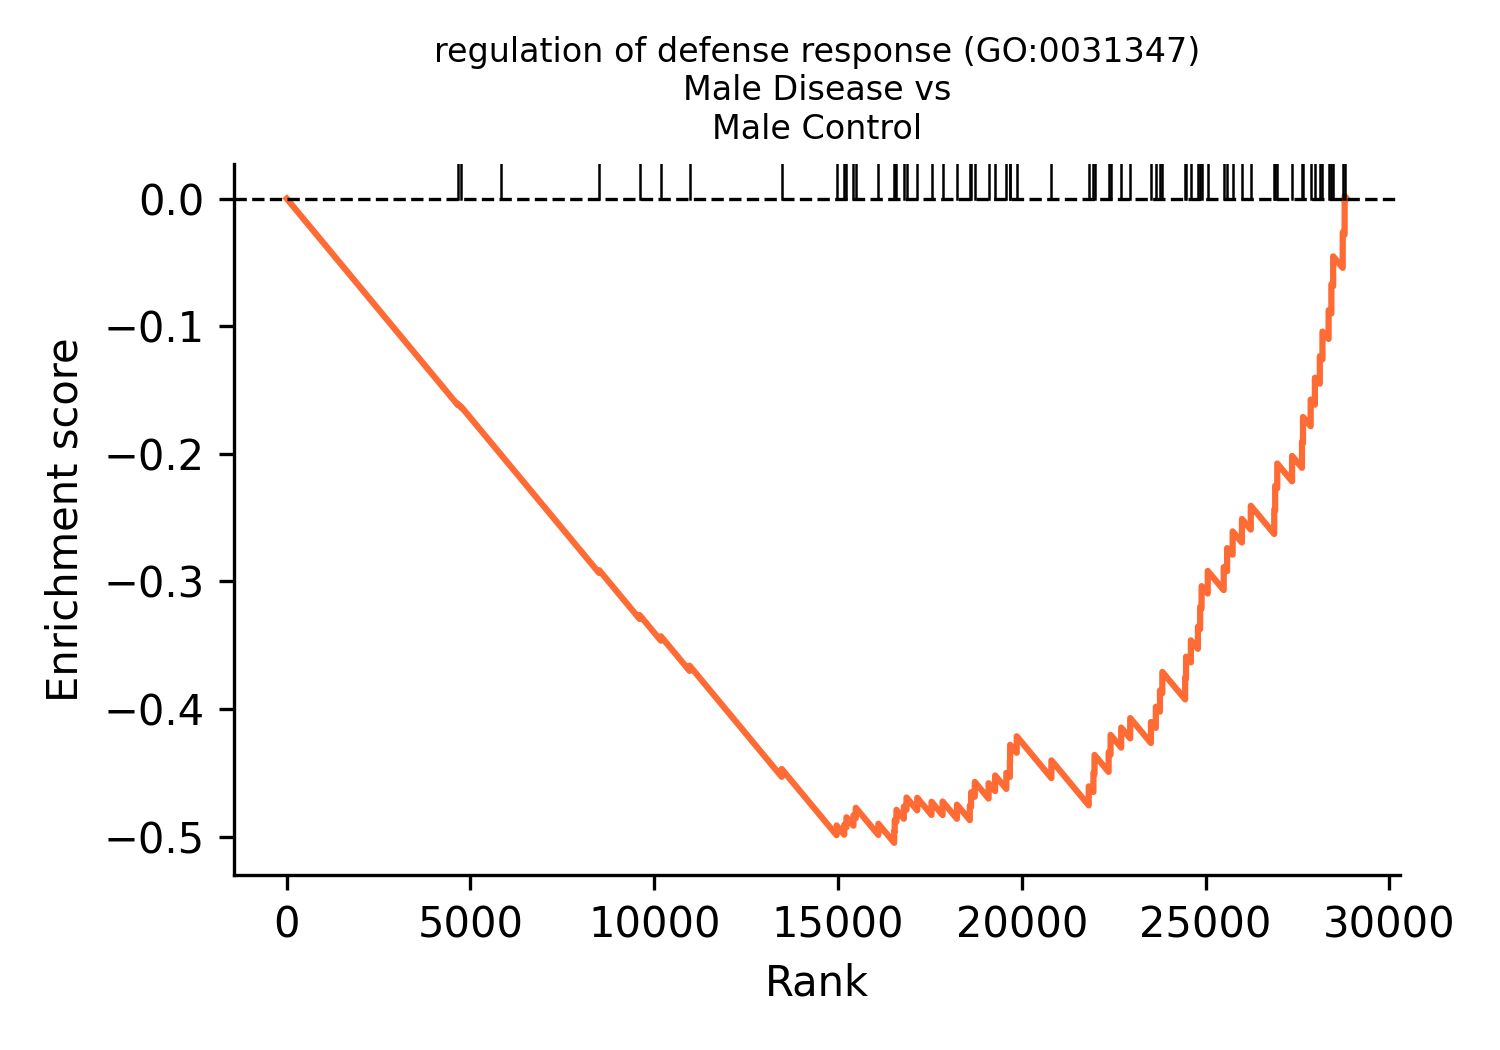 regulation of defense response (GO:0031347)
Male Disease vs
Male Control
0.0
−0.1
−0.2
−0.3
−0.4
−0.5
Enrichment score
0 5000 10000 15000 20000 25000 30000
Rank